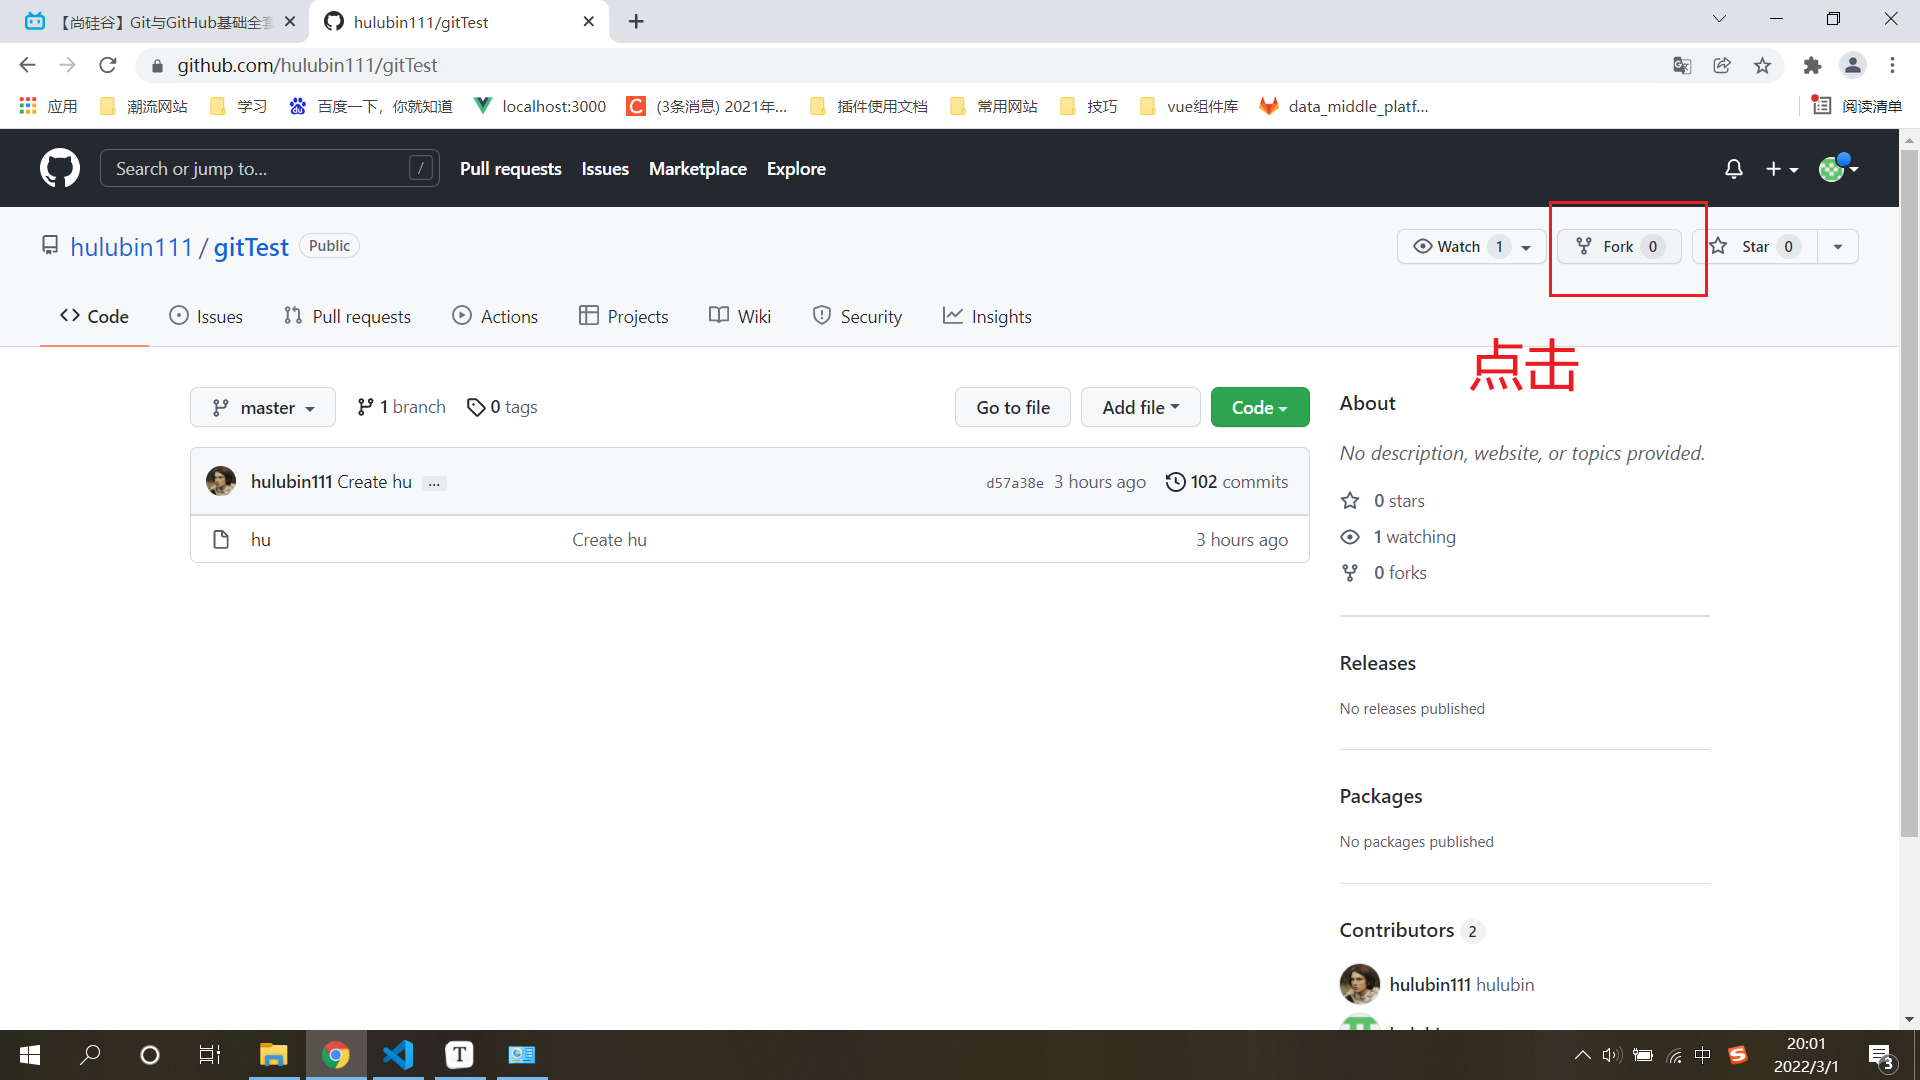 【尚硅谷】Git与GitHub基础全套
hulubin111/gitTest
github.com/hulubin111/gitTest
应用
潮流网站
学习
百度一下，你就知道
localhost:3000
(3条消息) 2021年...
插件使用文档
常用网站
技巧
vue组件库
data_middle_platf...
阅读清单
Search or jump to...
/
Pull requests
Issues
Marketplace
Explore
hulubin111 / gitTest
Public
Watch 1
Fork 0
Star 0
Code
Issues
Pull requests
Actions
Projects
Wiki
Security
Insights
点击
master
1 branch
0 tags
Go to file
Add file
Code
About
No description, website, or topics provided.
hulubin111 Create hu ...
d57a38e 3 hours ago
102 commits
hu
Create hu
3 hours ago
0 stars
1 watching
0 forks
Releases
No releases published
Packages
No packages published
Contributors 2
hulubin111 hulubin
T
中
20:01
2022/3/1
3